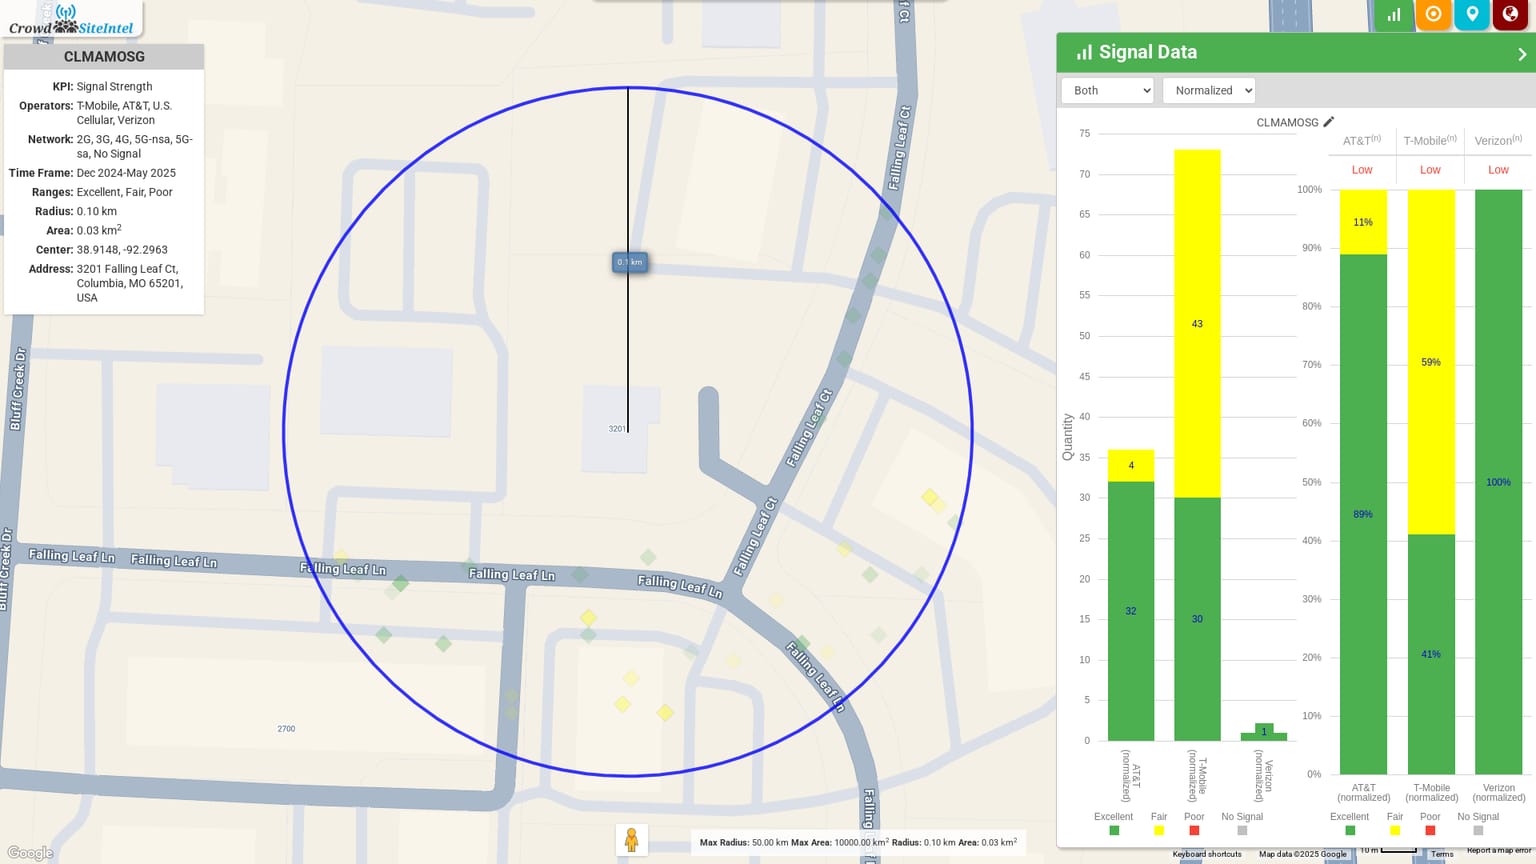 Crowd SiteIntel
CLMAMOSG
KPI: Signal Strength
Operators: T-Mobile, AT&T, U.S.
Cellular, Verizon
Network: 2G, 3G, 4G, 5G-nsa, 5G-
sa, No Signal
Time Frame: Dec 2024-May 2025
Ranges: Excellent, Fair, Poor
Radius: 0.10 km
Area: 0.03 km²
Center: 38.9148, -92.2963
Address: 3201 Falling Leaf Ct,
Columbia, MO 65201,
USA
Bluff Creek Dr
Falling Leaf Ct
0.1 km
3201
Falling Leaf Ct
Falling Leaf Ct
Falling Leaf Ln
Falling Leaf Ln
Falling Leaf Ln
Falling Leaf Ln
Falling Leaf Ln
Falling Leaf Ln
2700
Google
Max Radius: 50.00 km Max Area: 10000.00 km² Radius: 0.10 km Area: 0.03 km²
Signal Data
Both
Normalized
CLMAMOSG
Quantity
75
70
65
60
55
50
45
40
35
30
25
20
15
10
5
0
4
32
43
30
1
AT&T (normalized)
T-Mobile (normalized)
Verizon (normalized)
Excellent Fair Poor No Signal
AT&T(n) T-Mobile(n) Verizon(n)
Low Low Low
100%
90%
80%
70%
60%
50%
40%
30%
20%
10%
0%
11%
89%
59%
41%
100%
AT&T (normalized)
T-Mobile (normalized)
Verizon (normalized)
Excellent Fair Poor No Signal
Keyboard shortcuts Map data ©2025 Google 10 m Terms Report a map error